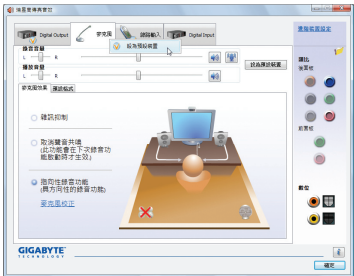 瑞昱音頻管理員
Digital Output
麥克風
線路輸入
Digital Input
進階裝置設定
設為預設裝置
錄音音量
L
R
設為預設裝置
播放音量
L
R
麥克風效果
預設格式
類比
後面板
雜訊抑制
取消聲音共鳴
(此功能會在下次錄音功
能啟動時才生效.)
前面板
指向性錄音功能
(具方向性的錄音功能)
麥克風校正
數位
GIGABYTE
TECHNOLOGY
i
確定